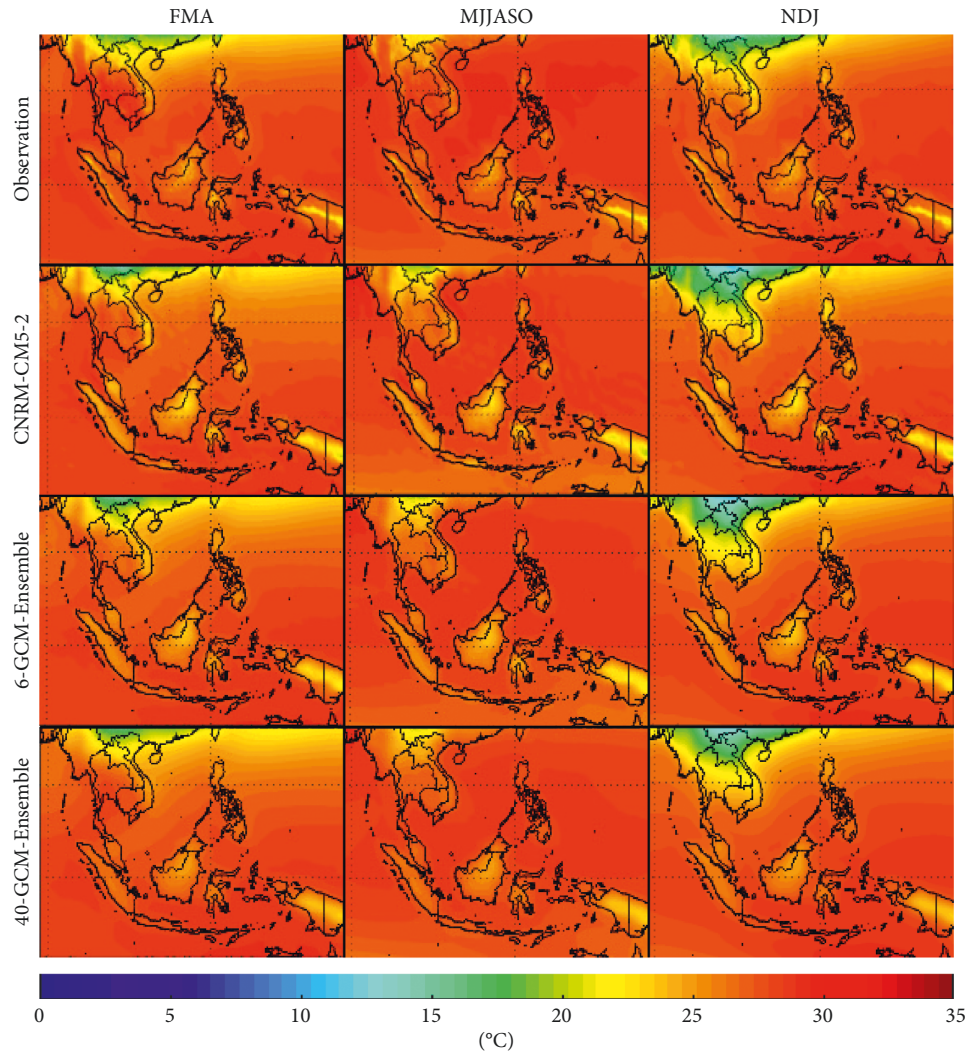 FMA MJJASO NDJ
Observation
CNRM-CM5-2
6-GCM-Ensemble
40-GCM-Ensemble
0 5 10 15 20 25 30 35
(°C)